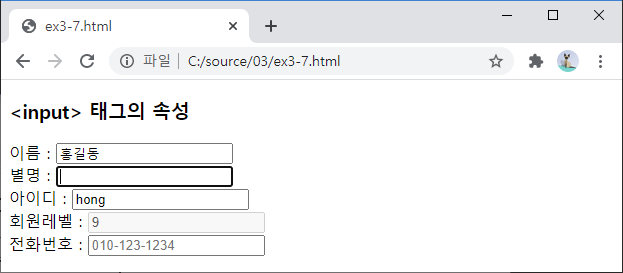 ex3-7.html
파일 C:/source/03/ex3-7.html
<input> 태그의 속성
이름 : 홍길동
별명 :
아이디 : hong
회원레벨 : 9
전화번호 : 010-123-1234